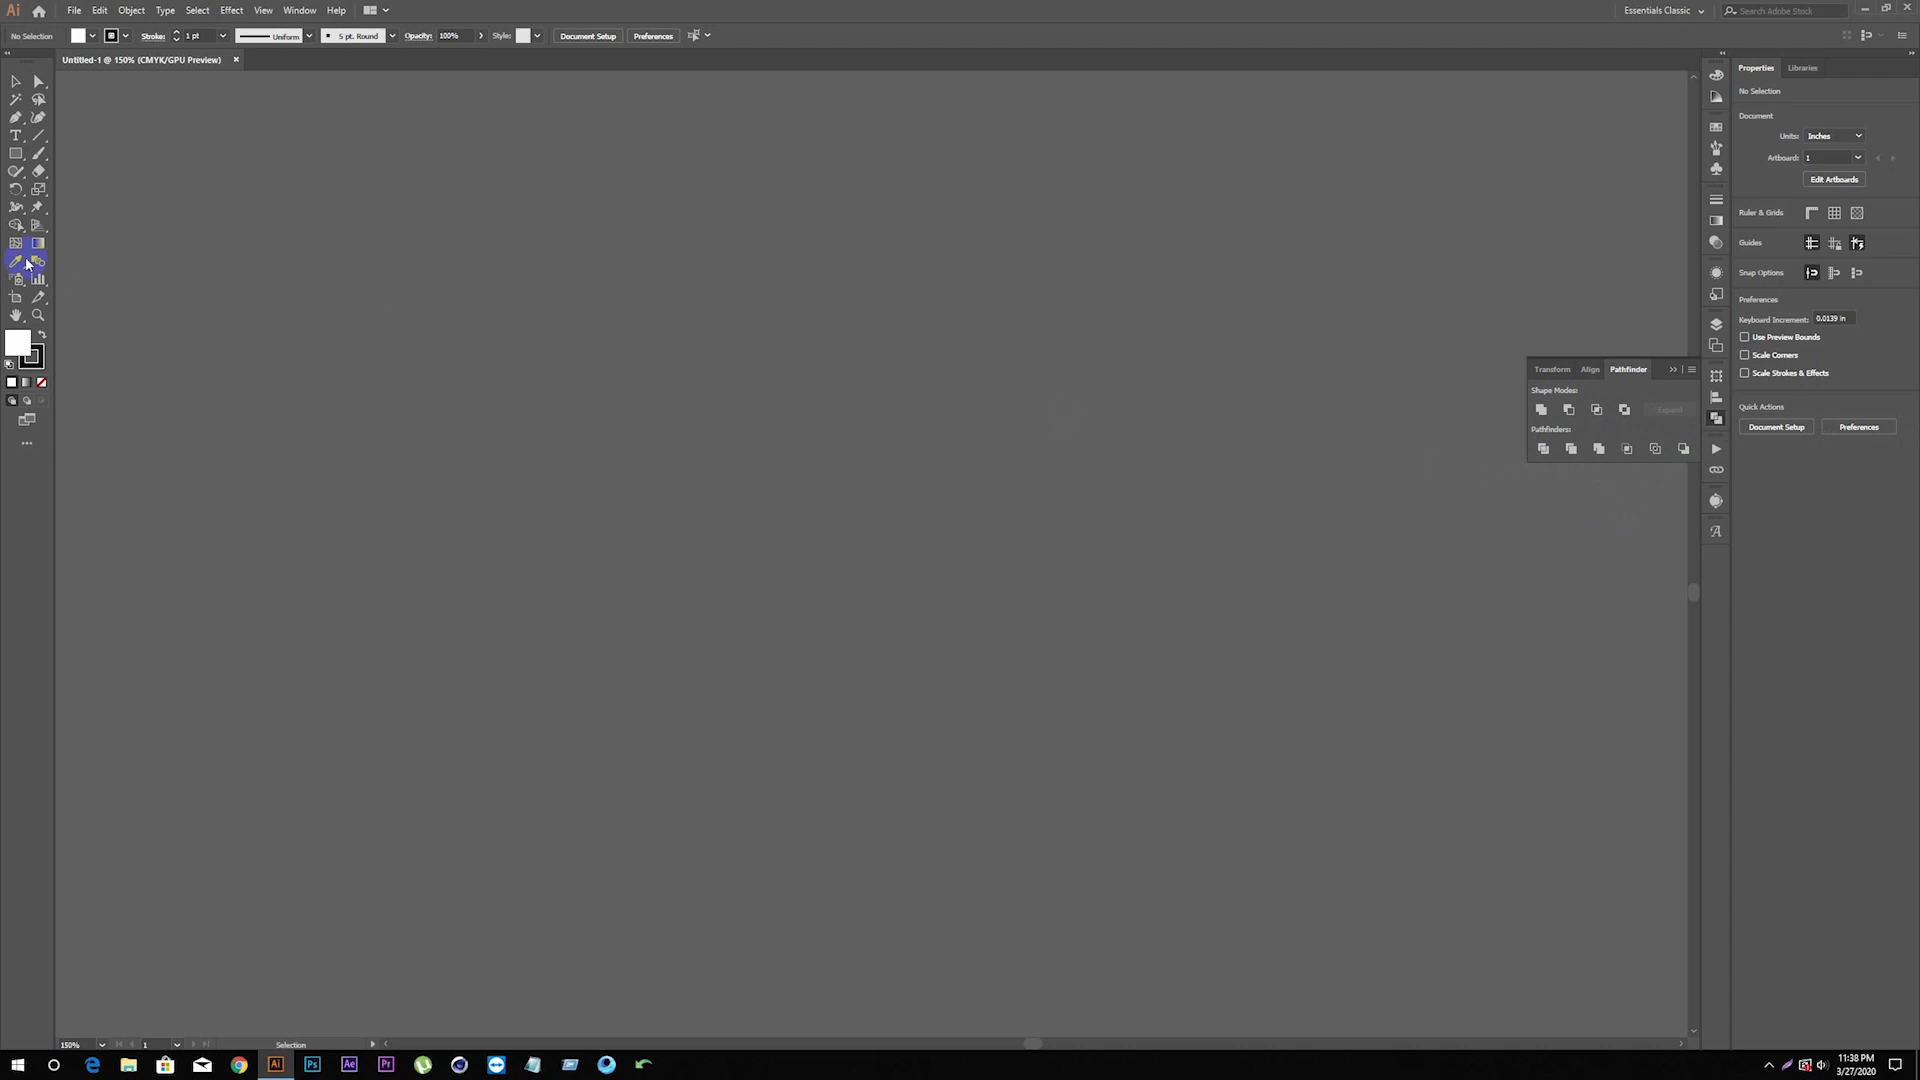 Ai File Edit Object Type Select Effect View Window Help Essentials Classic Search Adobe Stock
No Selection Stroke: 1 pt Uniform 5 pt. Round Opacity: 100% Style: Document Setup Preferences
Untitled-1 @ 150% (CMYK/GPU Preview)
Properties Libraries
No Selection
Document
Units: Inches
Artboard: 1
Edit Artboards
Ruler & Grids
Guides
Snap Options
Preferences
Keyboard Increment: 0.0139 in
Use Preview Bounds
Scale Corners
Scale Strokes & Effects
Quick Actions
Document Setup Preferences
Transform Align Pathfinder
Shape Modes:
Expand
Pathfinders:
150% 1 Selection
Ai Ps Ae Pr
11:38 PM
3/27/2020